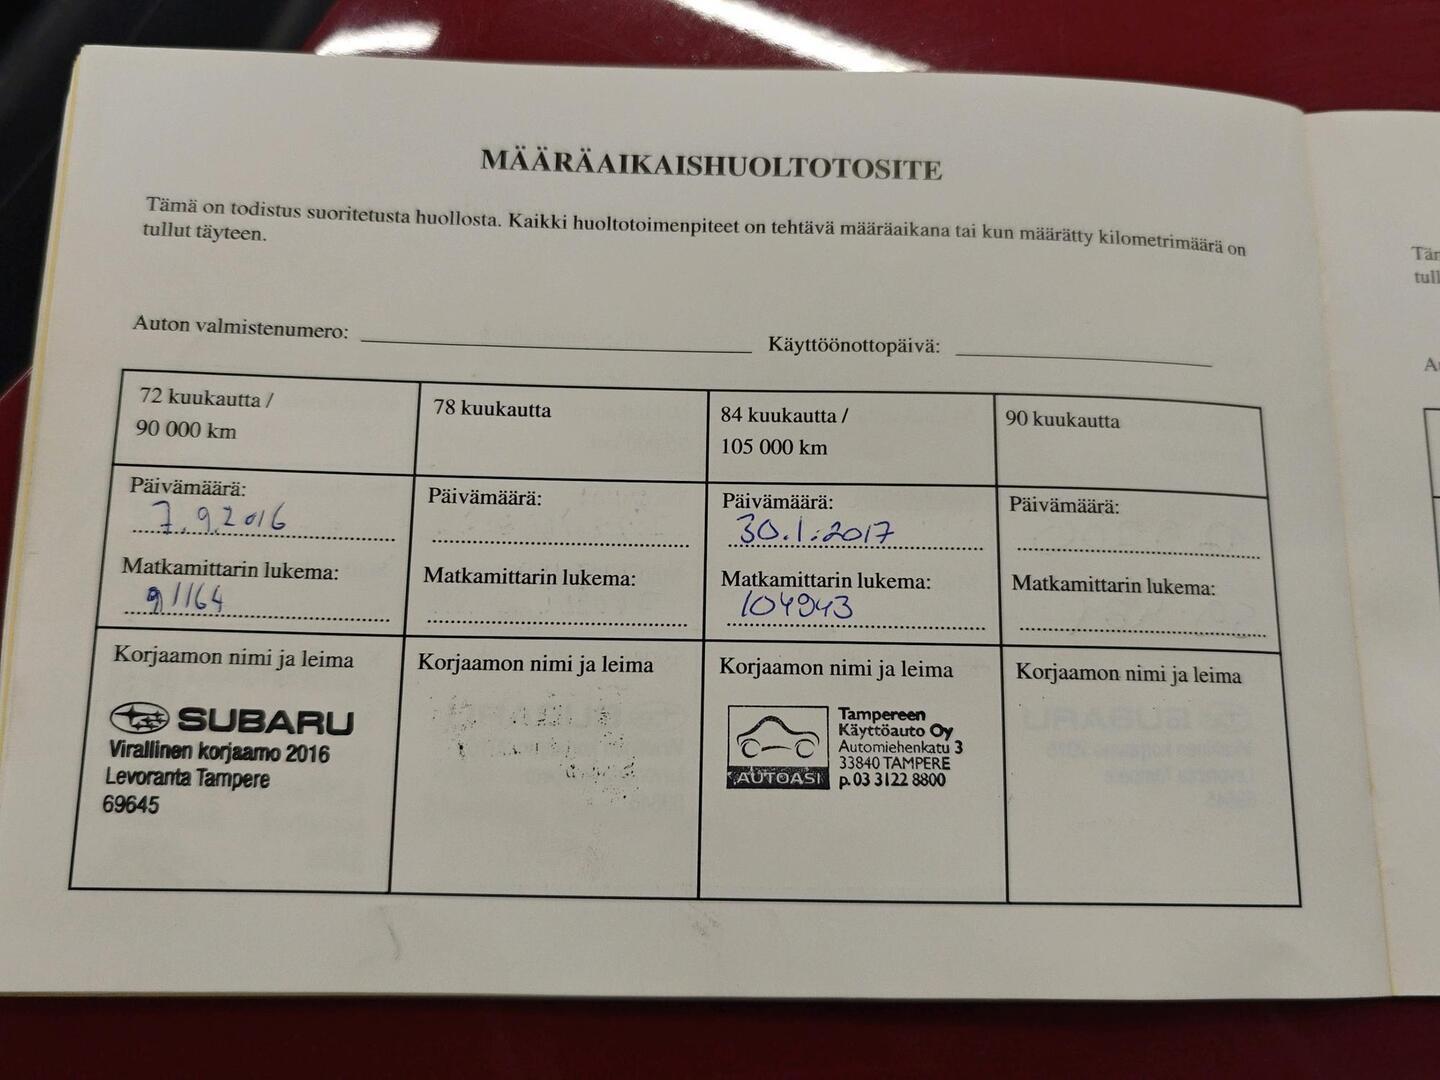 MÄÄRÄAIKAISHUOLTOTOSITE
Tämä on todistus suoritetusta huollosta. Kaikki huoltotoimenpiteet on tehtävä määräaikana tai kun määrätty kilometrimäärä on
tullut täyteen.
Auton valmistenumero:
Käyttöönottopäivä:
72 kuukautta /
90 000 km
Päivämäärä:
7.9.2016
Matkamittarin lukema:
91164
Korjaamon nimi ja leima
SUBARU
Virallinen korjaamo 2016
Levoranta Tampere
69645
78 kuukautta
Päivämäärä:
Matkamittarin lukema:
Korjaamon nimi ja leima
84 kuukautta /
105 000 km
Päivämäärä:
30.1.2017
Matkamittarin lukema:
104943
Korjaamon nimi ja leima
AUTOASI
Tampereen
Käyttöauto Oy
Automiehenkatu 3
33840 TAMPERE
p. 03 3122 8800
90 kuukautta
Päivämäärä:
Matkamittarin lukema:
Korjaamon nimi ja leima